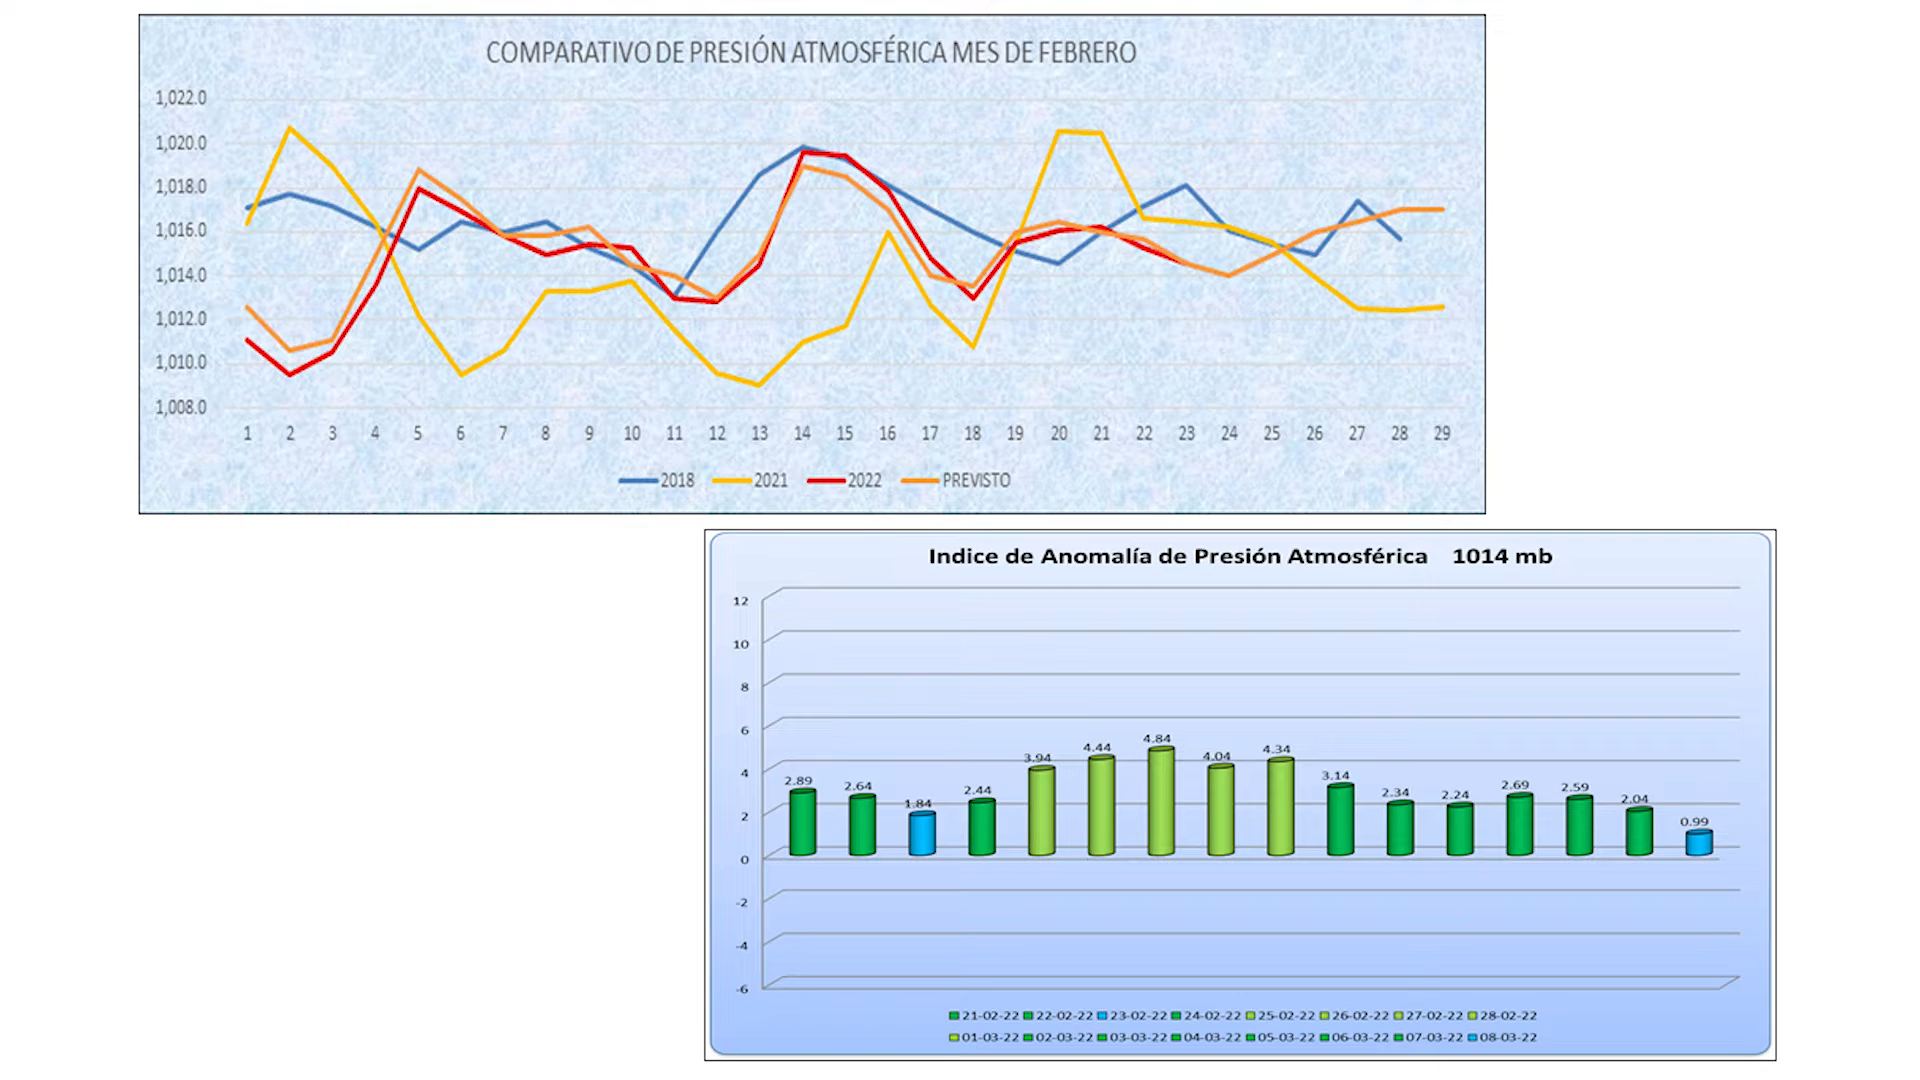 COMPARATIVO DE PRESIÓN ATMOSFÉRICA MES DE FEBRERO
1,022.0
1,020.0
1,018.0
1,016.0
1,014.0
1,012.0
1,010.0
1,008.0
1 2 3 4 5 6 7 8 9 10 11 12 13 14 15 16 17 18 19 20 21 22 23 24 25 26 27 28 29
2018 2021 2022 PREVISTO
Indice de Anomalía de Presión Atmosférica 1014 mb
12
10
8
6
4
2
0
-2
-4
-6
2.89 2.64 1.84 2.44 3.94 4.44 4.84 4.04 4.34 3.14 2.34 2.24 2.69 2.59 2.04 0.99
21-02-22 22-02-22 23-02-22 24-02-22 25-02-22 26-02-22 27-02-22 28-02-22
01-03-22 02-03-22 03-03-22 04-03-22 05-03-22 06-03-22 07-03-22 08-03-22